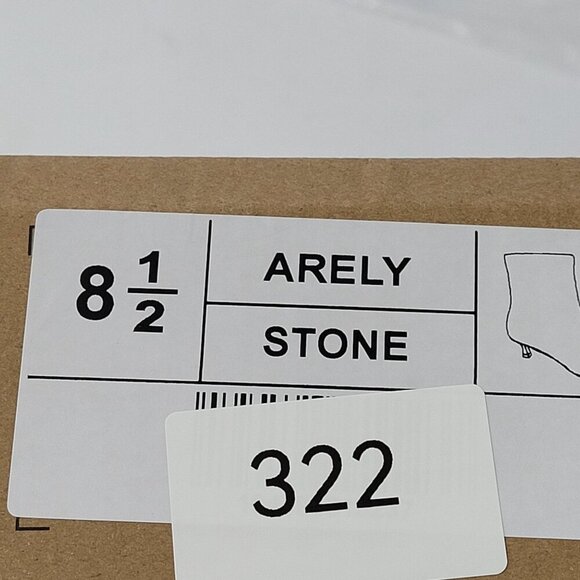 8 1/2
ARELY
STONE
322